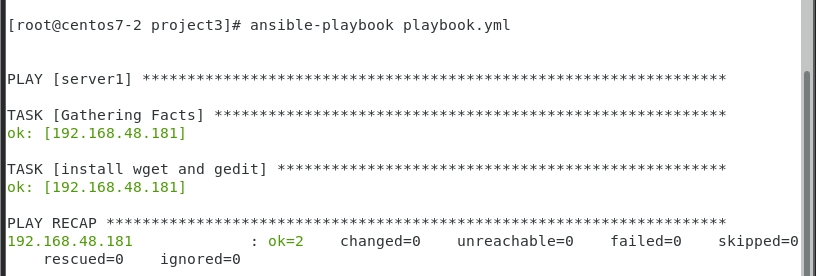 [root@centos7-2 project3]# ansible-playbook playbook.yml
PLAY [server1] *****************************************************************
TASK [Gathering Facts] *********************************************************
ok: [192.168.48.181]
TASK [install wget and gedit] **************************************************
ok: [192.168.48.181]
PLAY RECAP *********************************************************************
192.168.48.181             : ok=2    changed=0    unreachable=0    failed=0    skipped=0
    rescued=0    ignored=0